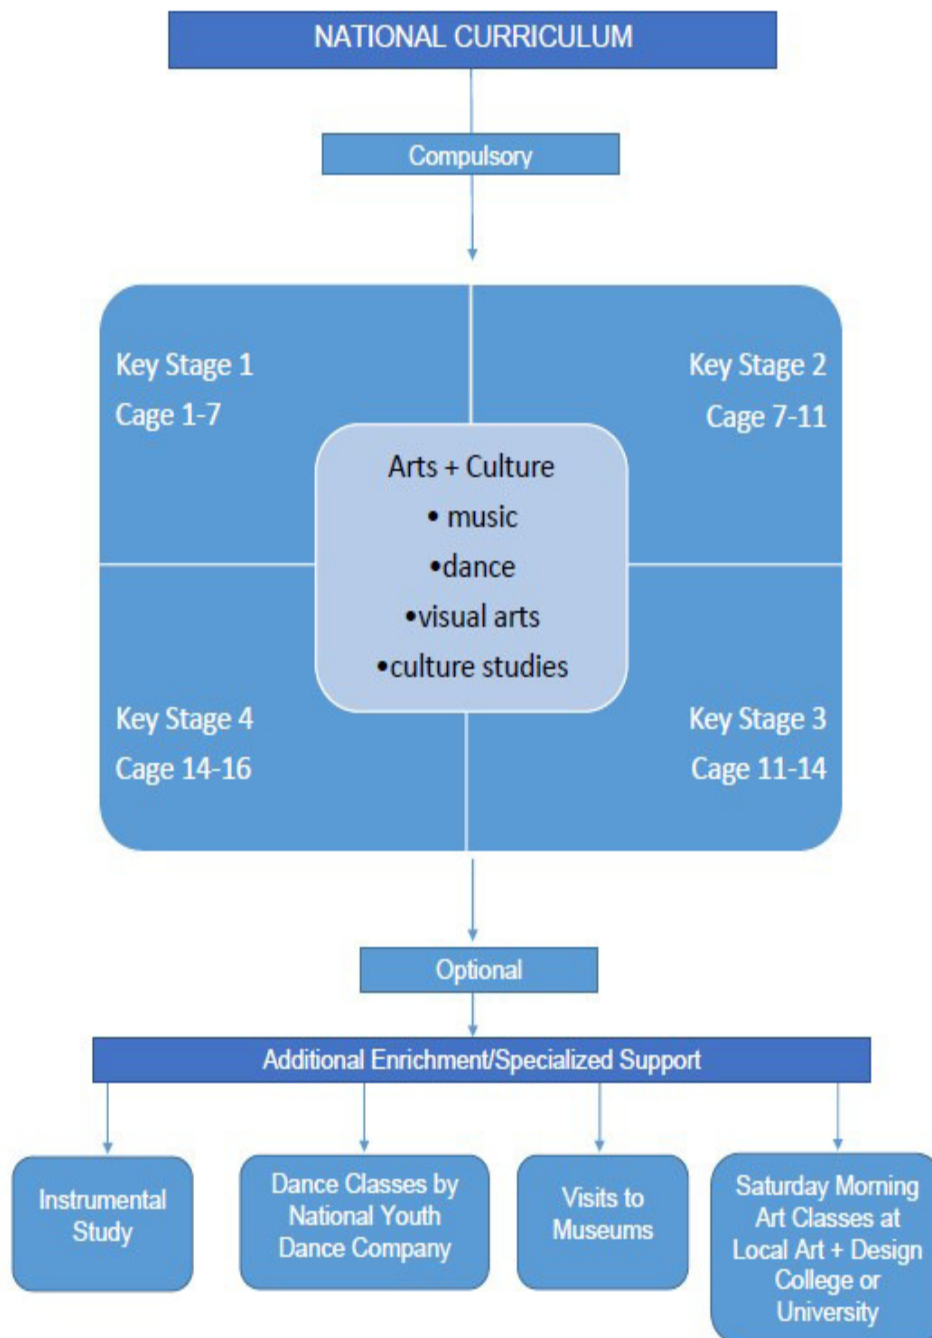 NATIONAL CURRICULUM
Compulsory
Key Stage 1
Cage 1-7
Key Stage 2
Cage 7-11
Arts + Culture
• music
•dance
•visual arts
•culture studies
Key Stage 4
Cage 14-16
Key Stage 3
Cage 11-14
Optional
Additional Enrichment/Specialized Support
Instrumental
Study
Dance Classes by
National Youth
Dance Company
Visits to
Museums
Saturday Morning
Art Classes at
Local Art + Design
College or
University